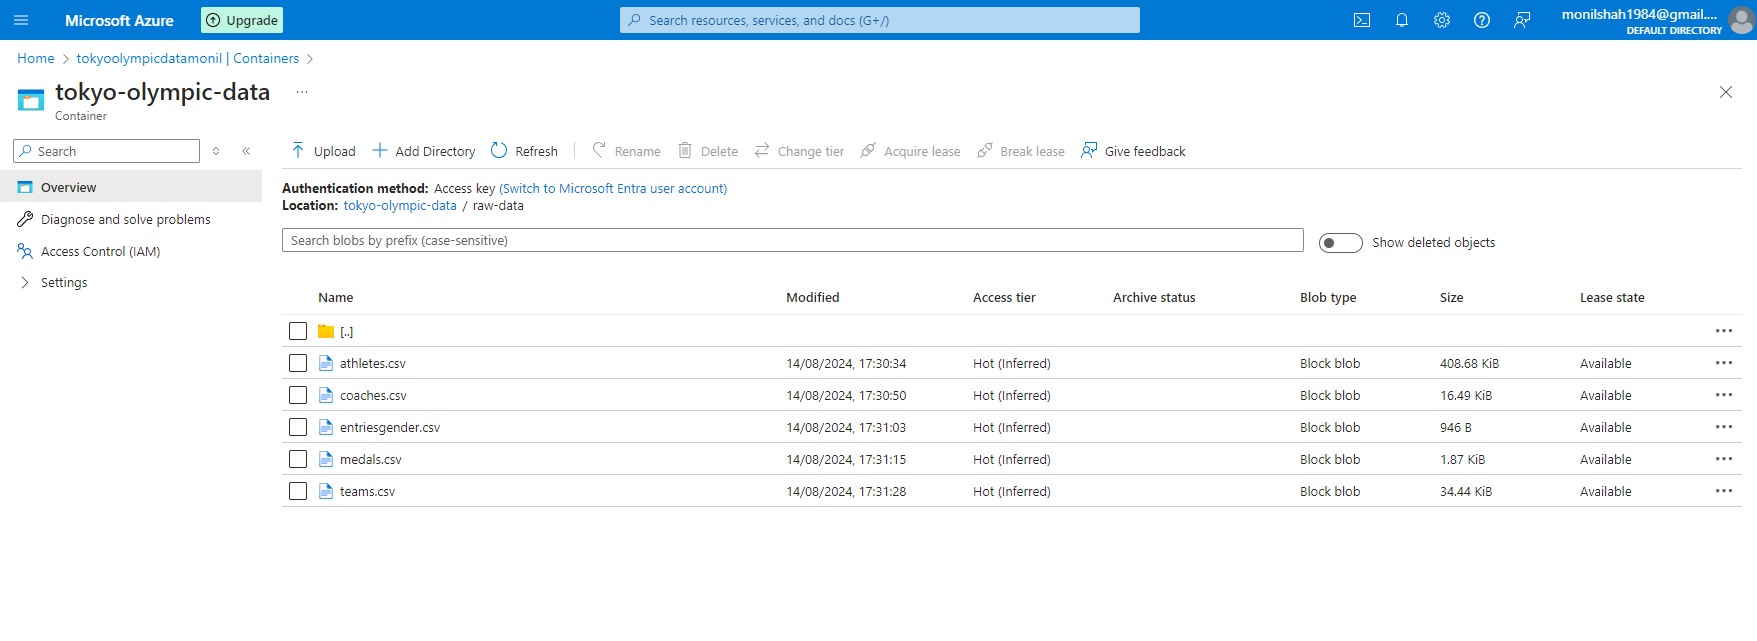 Microsoft Azure
Upgrade
Search resources, services, and docs (G+/)
monilshah1984@gmail....
DEFAULT DIRECTORY
Home > tokyoolympicdatamonil | Containers >
tokyo-olympic-data ...
Container
Search
Overview
Diagnose and solve problems
Access Control (IAM)
Settings
Upload Add Directory Refresh Rename Delete Change tier Acquire lease Break lease Give feedback
Authentication method: Access key (Switch to Microsoft Entra user account)
Location: tokyo-olympic-data / raw-data
Search blobs by prefix (case-sensitive)
Show deleted objects
Name Modified Access tier Archive status Blob type Size Lease state
[..]
athletes.csv 14/08/2024, 17:30:34 Hot (Inferred) Block blob 408.68 KiB Available
coaches.csv 14/08/2024, 17:30:50 Hot (Inferred) Block blob 16.49 KiB Available
entriesgender.csv 14/08/2024, 17:31:03 Hot (Inferred) Block blob 946 B Available
medals.csv 14/08/2024, 17:31:15 Hot (Inferred) Block blob 1.87 KiB Available
teams.csv 14/08/2024, 17:31:28 Hot (Inferred) Block blob 34.44 KiB Available